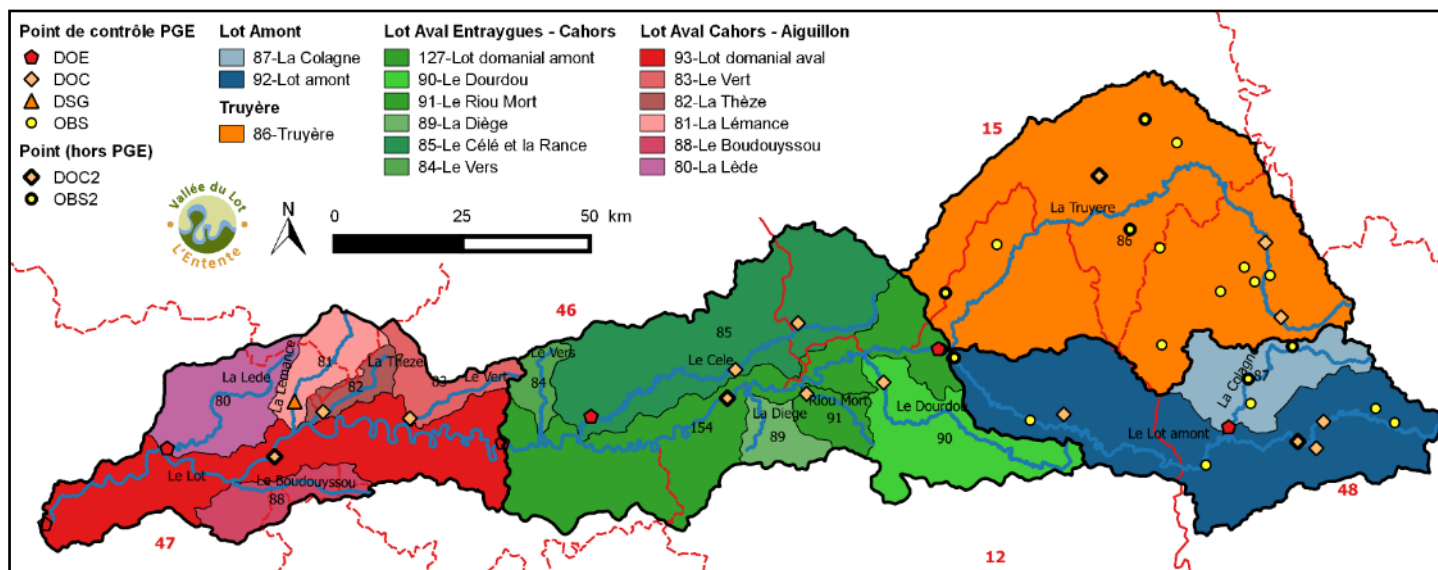 Point de contrôle PGE
DOE
DOC
DSG
OBS
Point (hors PGE)
DOC2
OBS2
Lot Amont
87-La Colagne
92-Lot amont
Truyère
86-Truyère
Lot Aval Entraygues - Cahors
127-Lot domanial amont
90-Le Dourdou
91-Le Riou Mort
89-La Diège
85-Le Célé et la Rance
84-Le Vers
Lot Aval Cahors - Aiguillon
93-Lot domanial aval
83-Le Vert
82-La Thèze
81-La Lémance
88-Le Boudouyssou
80-La Lède
Vallée du Lot
L'Entente
N
0 25 50 km
15
La Truyere
86
46
85
Le Cele
Le Vers
84
81
La Theze
82
83
Le Vert
La Lemance
La Lede
80
La Colagne
87
Le Lot amont
Le Dourdou
90
Riou Mort
91
La Diege
89
154
Le Lot
Le Boudouyssou
88
47
12
48